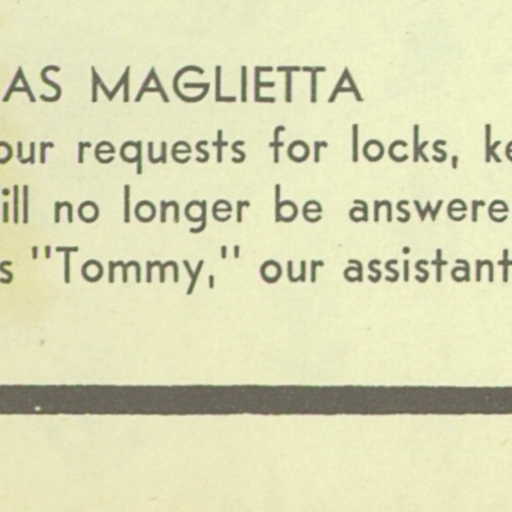 AS MAGLIETTA
our requests for locks, ke
ill no longer be answere
s "Tommy," our assistant